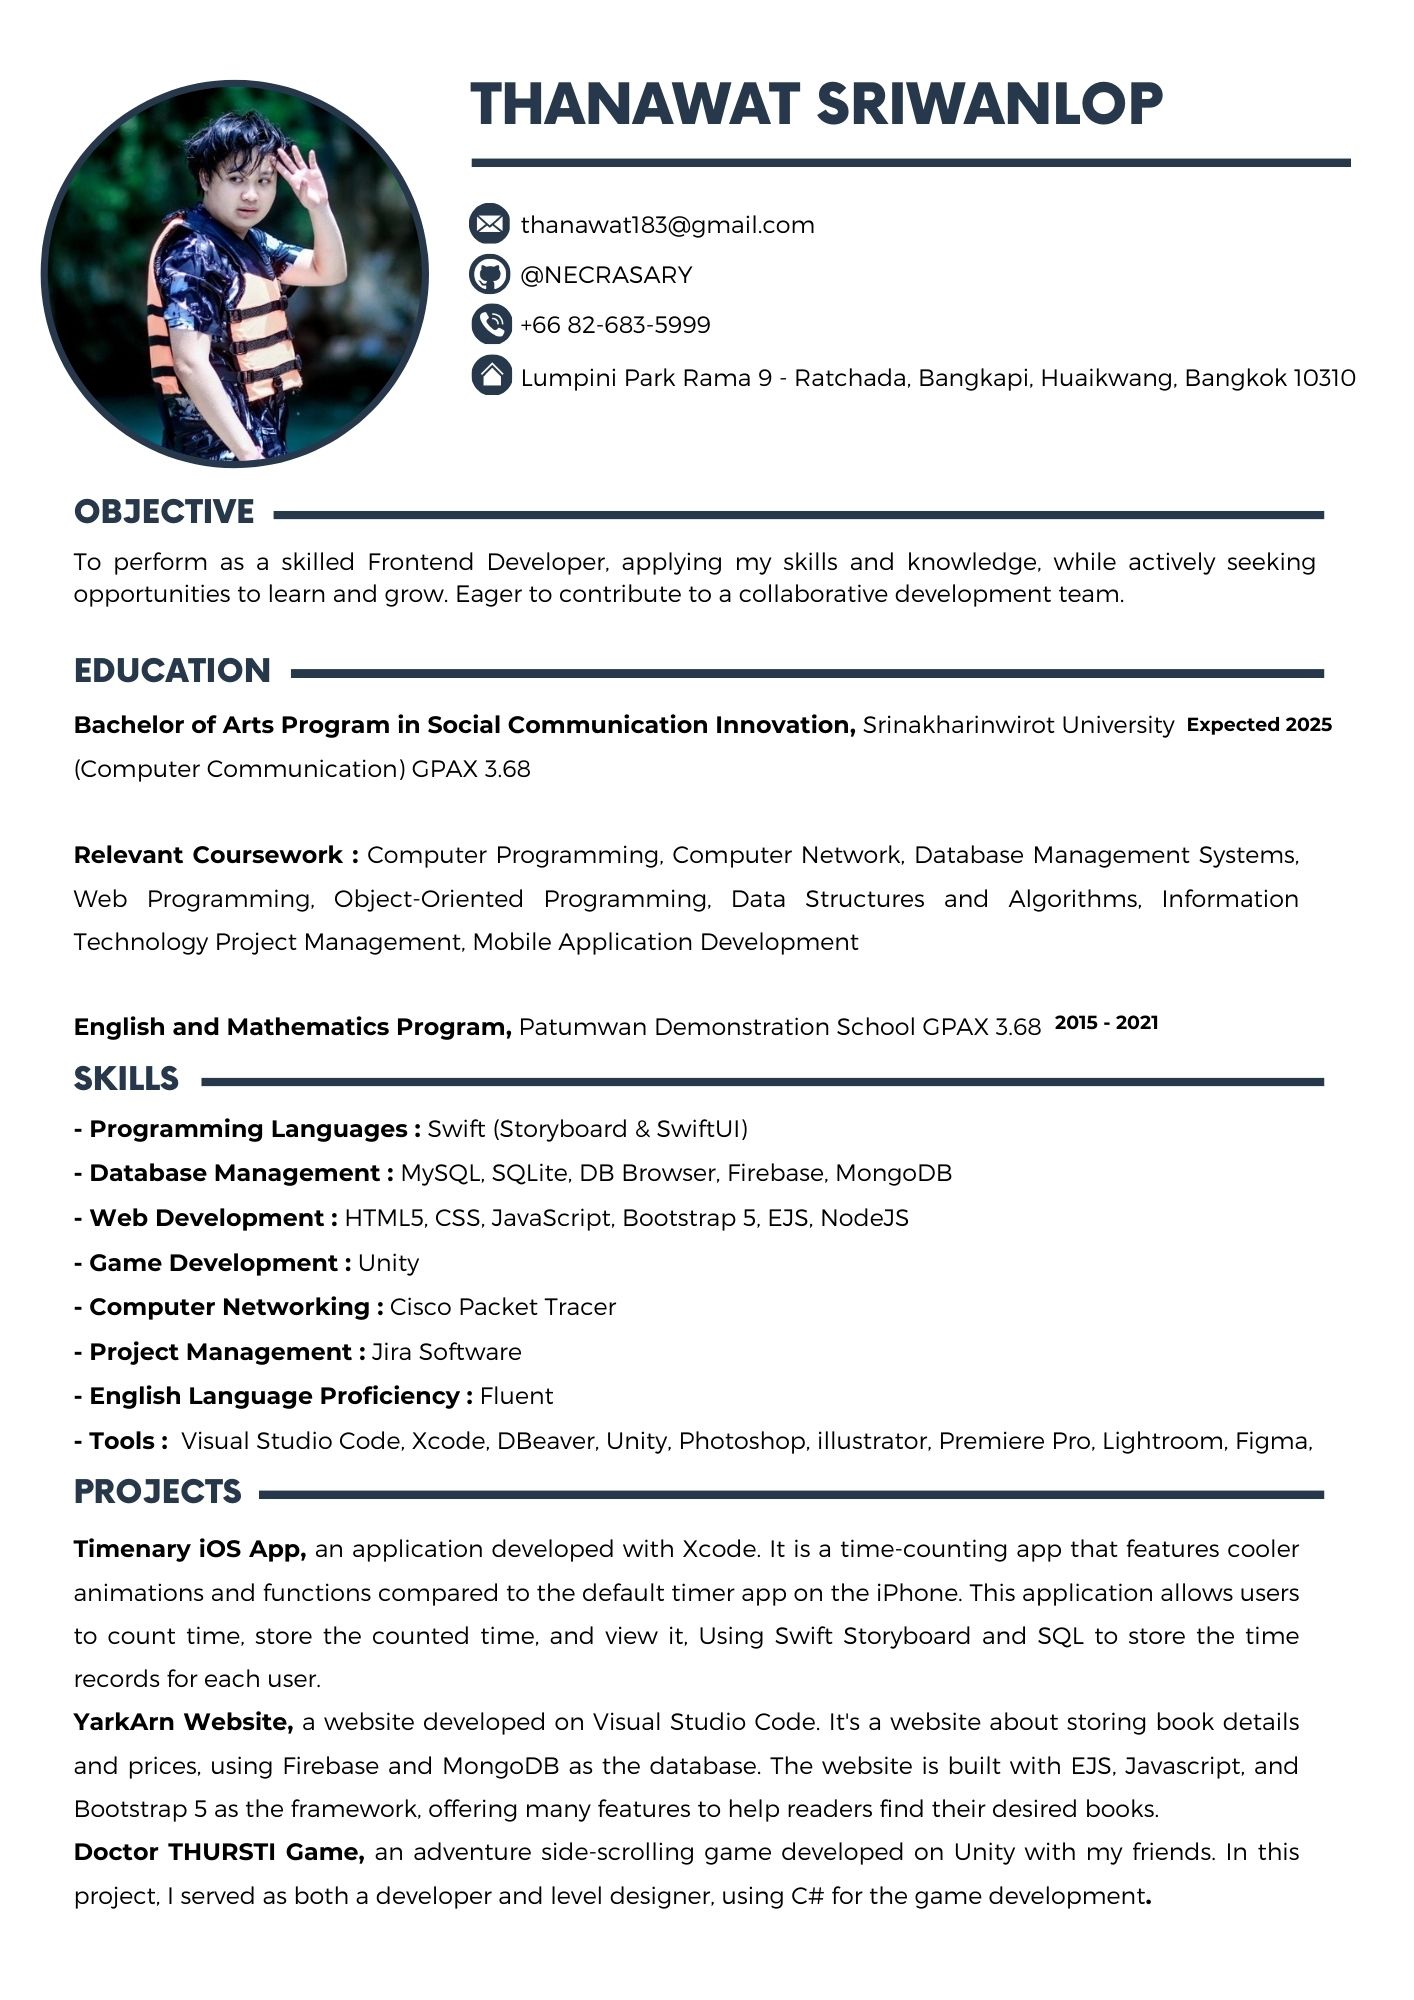 THANAWAT SRIWANLOP
thanawat183@gmail.com
@NECRASARY
+66 82-683-5999
Lumpini Park Rama 9 - Ratchada, Bangkapi, Huaikwang, Bangkok 10310
OBJECTIVE
To perform as a skilled Frontend Developer, applying my skills and knowledge, while actively seeking
opportunities to learn and grow. Eager to contribute to a collaborative development team.
EDUCATION
Bachelor of Arts Program in Social Communication Innovation, Srinakharinwirot University Expected 2025
(Computer Communication) GPAX 3.68
Relevant Coursework : Computer Programming, Computer Network, Database Management Systems,
Web Programming, Object-Oriented Programming, Data Structures and Algorithms, Information
Technology Project Management, Mobile Application Development
English and Mathematics Program, Patumwan Demonstration School GPAX 3.68 2015 - 2021
SKILLS
- Programming Languages : Swift (Storyboard & SwiftUI)
- Database Management : MySQL, SQLite, DB Browser, Firebase, MongoDB
- Web Development : HTML5, CSS, JavaScript, Bootstrap 5, EJS, NodeJS
- Game Development : Unity
- Computer Networking : Cisco Packet Tracer
- Project Management : Jira Software
- English Language Proficiency : Fluent
- Tools : Visual Studio Code, Xcode, DBeaver, Unity, Photoshop, illustrator, Premiere Pro, Lightroom, Figma,
PROJECTS
Timenary iOS App, an application developed with Xcode. It is a time-counting app that features cooler
animations and functions compared to the default timer app on the iPhone. This application allows users
to count time, store the counted time, and view it, Using Swift Storyboard and SQL to store the time
records for each user.
YarkArn Website, a website developed on Visual Studio Code. It's a website about storing book details
and prices, using Firebase and MongoDB as the database. The website is built with EJS, Javascript, and
Bootstrap 5 as the framework, offering many features to help readers find their desired books.
Doctor THURSTI Game, an adventure side-scrolling game developed on Unity with my friends. In this
project, I served as both a developer and level designer, using C# for the game development.